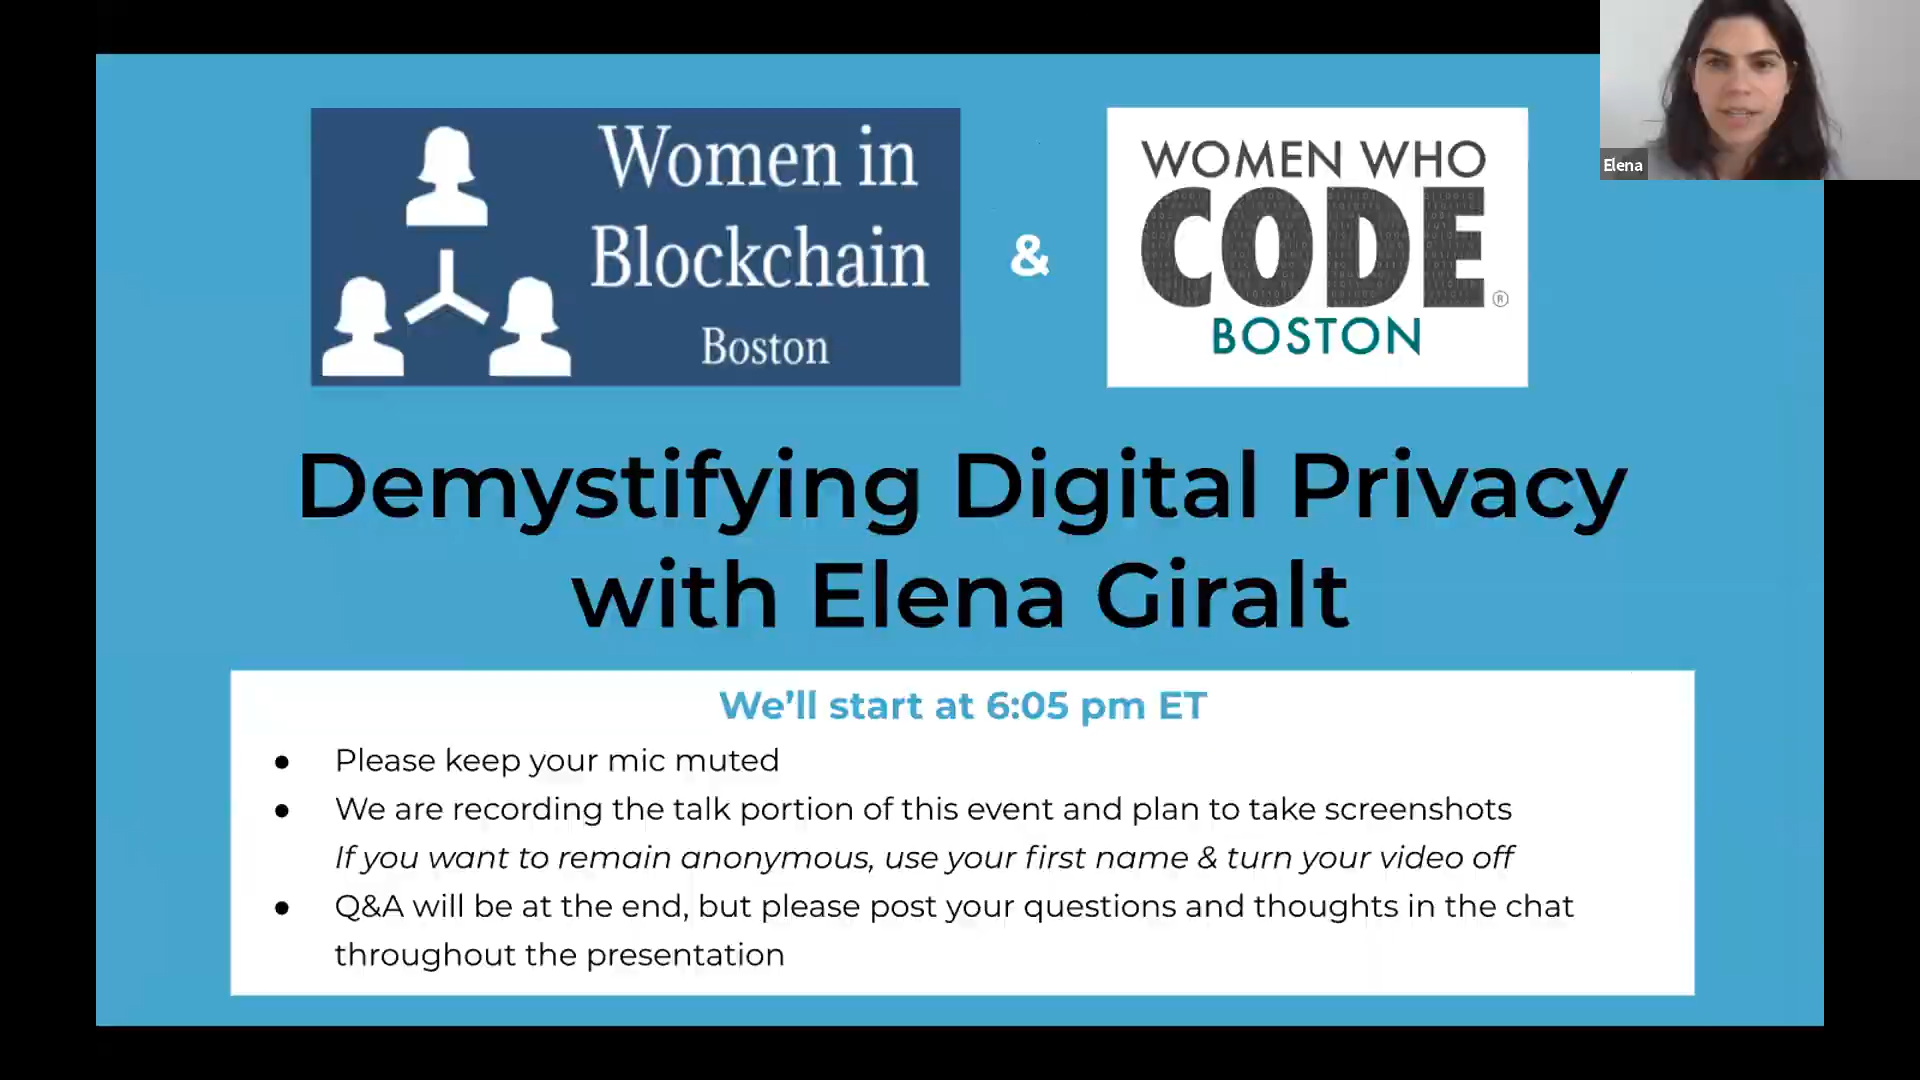 Women in
Blockchain
Boston
&
WOMEN WHO
CODE®
BOSTON
Elena
Demystifying Digital Privacy
with Elena Giralt
We’ll start at 6:05 pm ET
● Please keep your mic muted
● We are recording the talk portion of this event and plan to take screenshots
If you want to remain anonymous, use your first name & turn your video off
● Q&A will be at the end, but please post your questions and thoughts in the chat
throughout the presentation